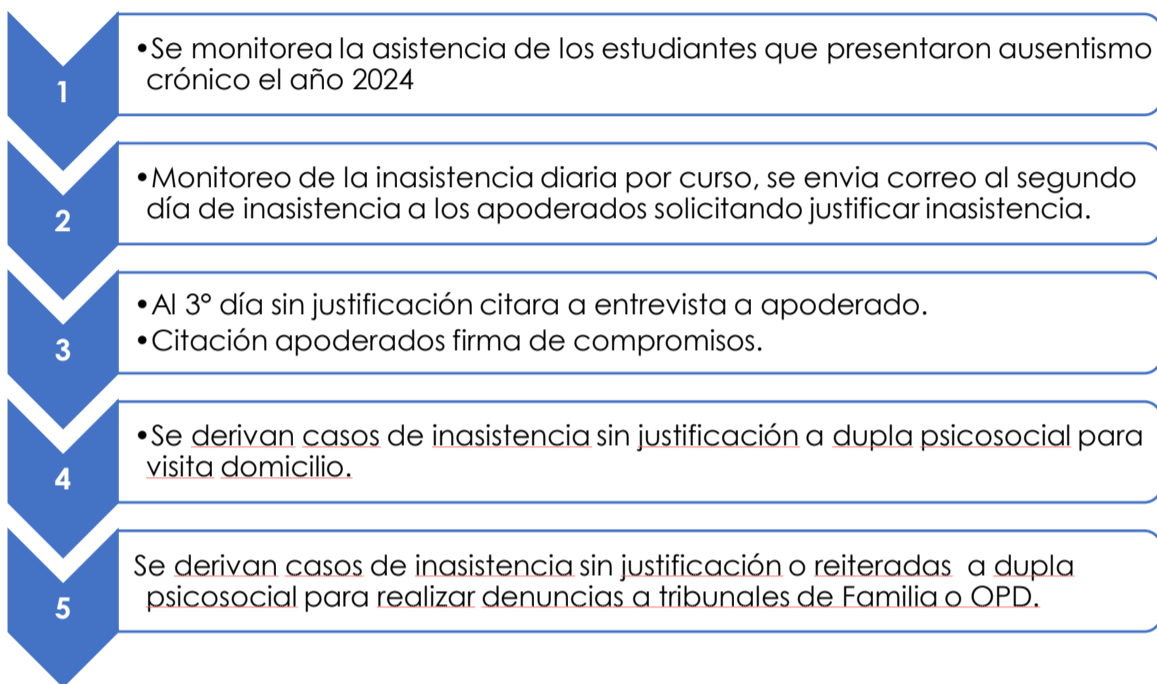 1
•Se monitorea la asistencia de los estudiantes que presentaron ausentismo
crónico el año 2024
2
•Monitoreo de la inasistencia diaria por curso, se envia correo al segundo
día de inasistencia a los apoderados solicitando justificar inasistencia.
3
•Al 3° día sin justificación citara a entrevista a apoderado.
•Citación apoderados firma de compromisos.
4
•Se derivan casos de inasistencia sin justificación a dupla psicosocial para
visita domicilio.
5
Se derivan casos de inasistencia sin justificación o reiteradas  a dupla
psicosocial para realizar denuncias a tribunales de Familia o OPD.